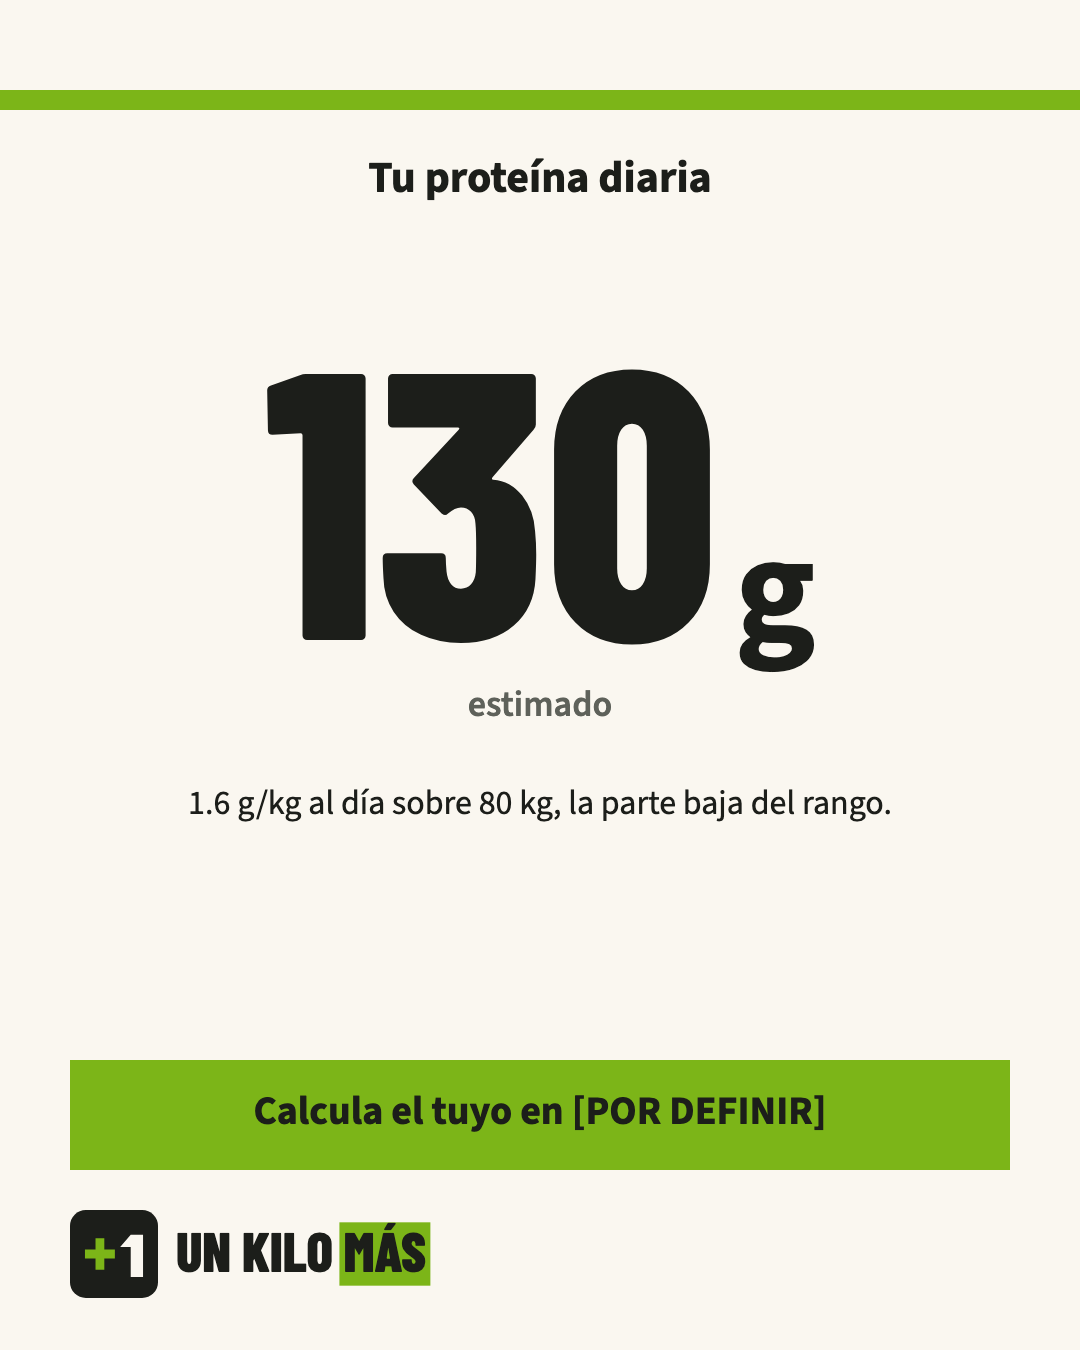 Tu proteína diaria
130 g
estimado
1.6 g/kg al día sobre 80 kg, la parte baja del rango.
Calcula el tuyo en [POR DEFINIR]
+1 UN KILO MÁS